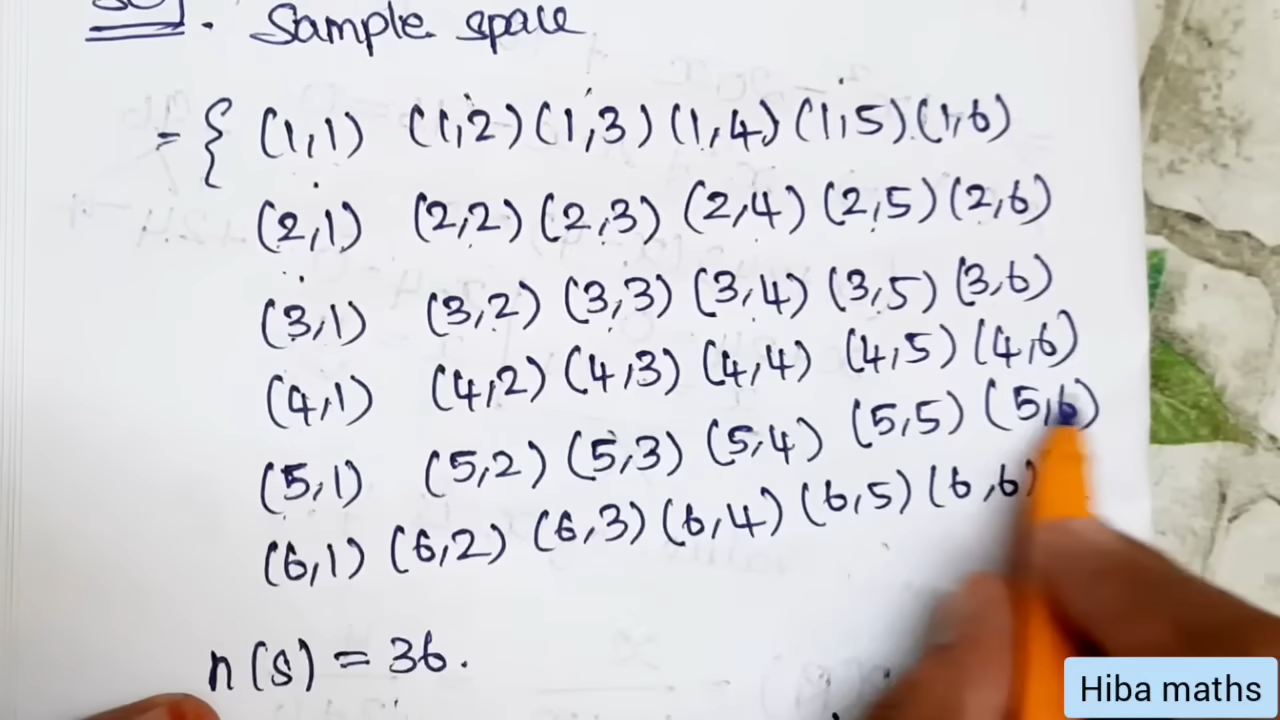 Sample space
= { (1,1) (1,2) (1,3) (1,4) (1,5) (1,6)
(2,1) (2,2) (2,3) (2,4) (2,5) (2,6)
(3,1) (3,2) (3,3) (3,4) (3,5) (3,6)
(4,1) (4,2) (4,3) (4,4) (4,5) (4,6)
(5,1) (5,2) (5,3) (5,4) (5,5) (5,6)
(6,1) (6,2) (6,3) (6,4) (6,5) (6,6)
n(s) = 36.
Hiba maths